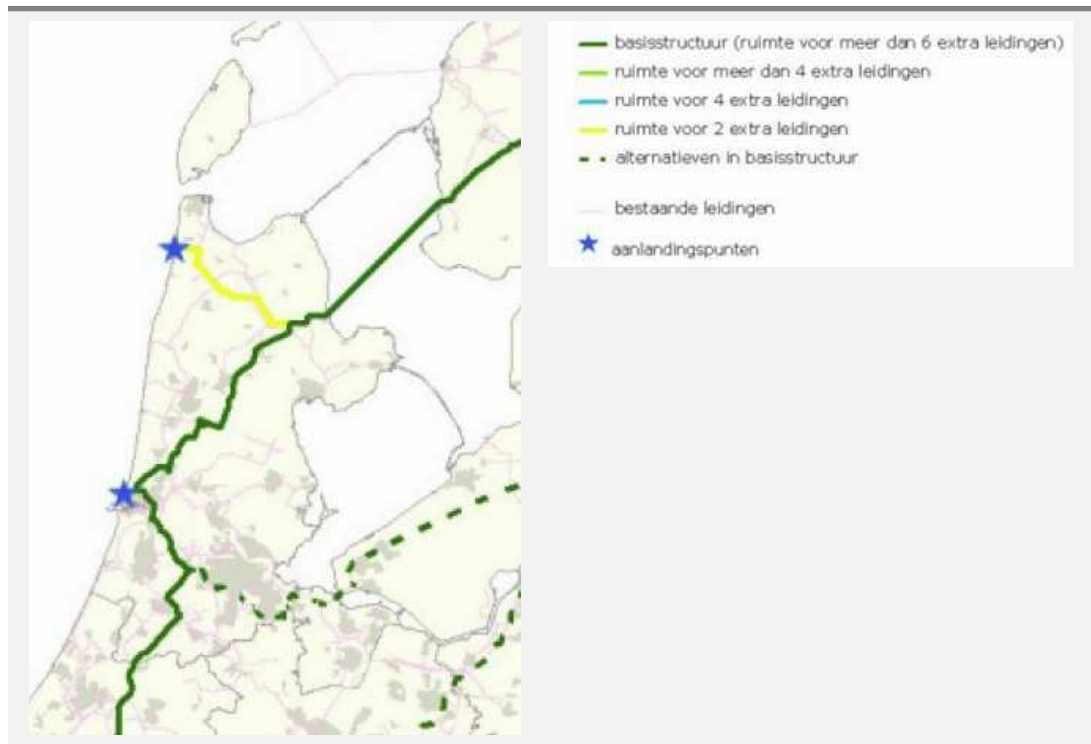 basisstructuur (ruimte voor meer dan 6 extra leidingen)
ruimte voor meer dan 4 extra leidingen
ruimte voor 4 extra leidingen
ruimte voor 2 extra leidingen
alternatieven in basisstructuur
bestaande leidingen
aanlandingspunten